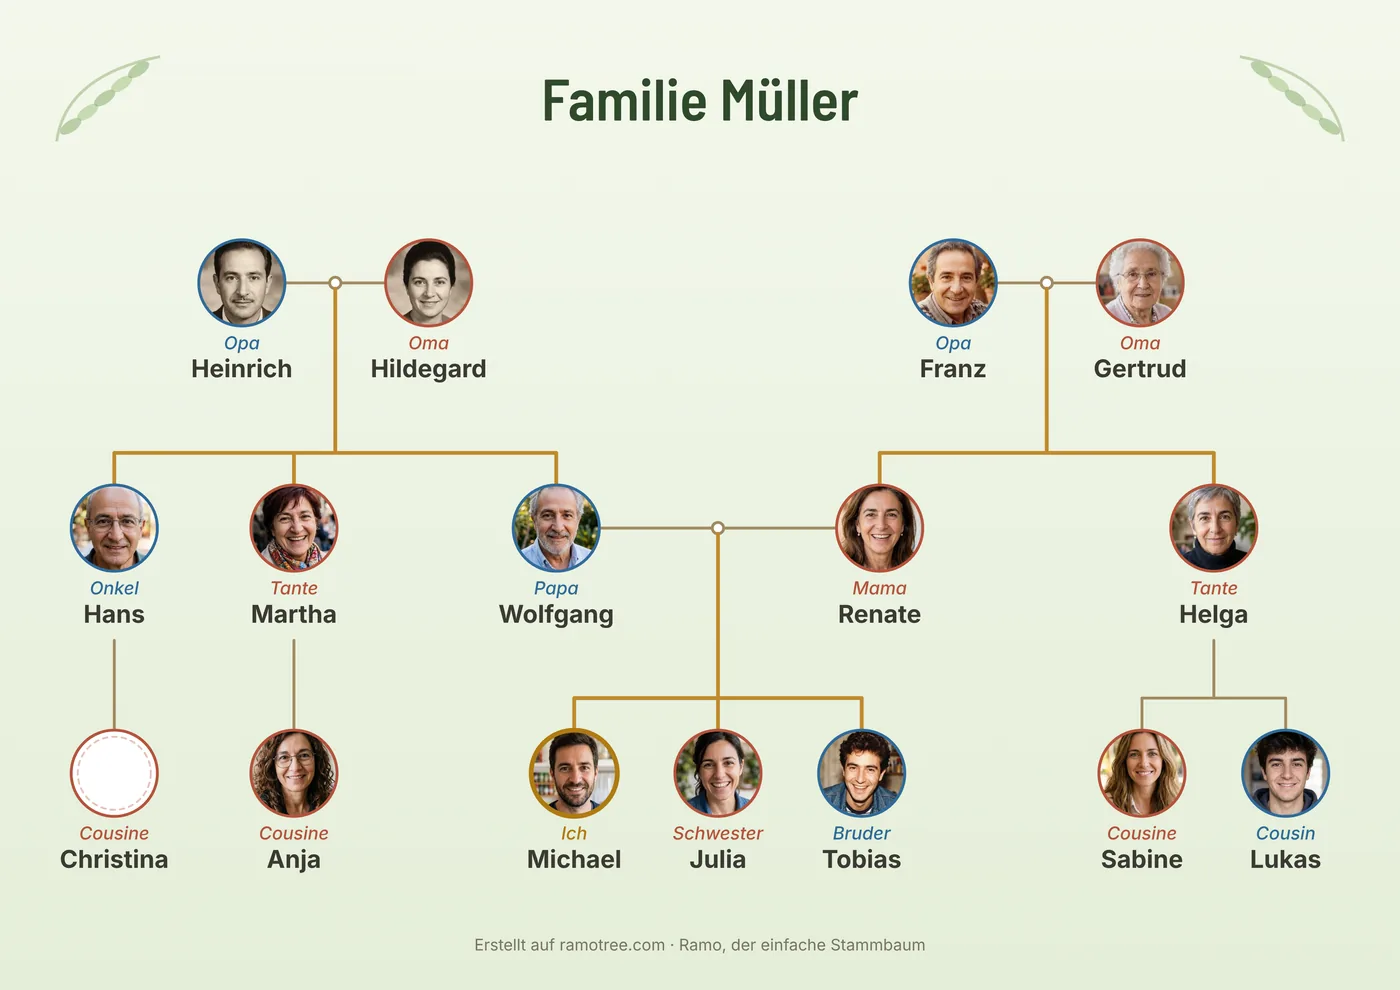 Familie Müller
Opa
Heinrich
Oma
Hildegard
Opa
Franz
Oma
Gertrud
Onkel
Hans
Tante
Martha
Papa
Wolfgang
Mama
Renate
Tante
Helga
Cousine
Christina
Cousine
Anja
Ich
Michael
Schwester
Julia
Bruder
Tobias
Cousine
Sabine
Cousin
Lukas
Erstellt auf ramotree.com · Ramo, der einfache Stammbaum